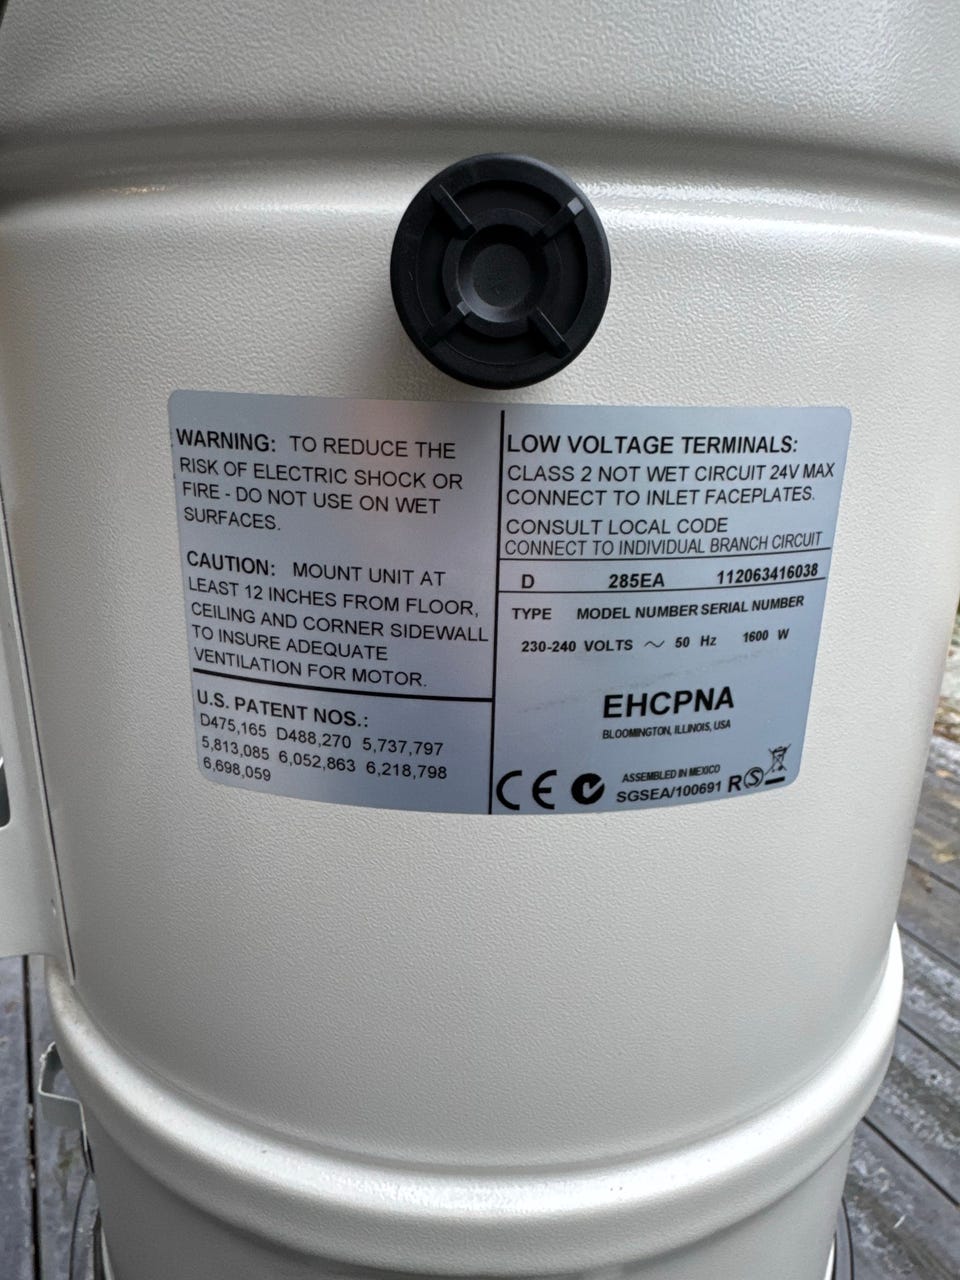 WARNING: TO REDUCE THE
RISK OF ELECTRIC SHOCK OR
FIRE - DO NOT USE ON WET
SURFACES.
CAUTION: MOUNT UNIT AT
LEAST 12 INCHES FROM FLOOR,
CEILING AND CORNER SIDEWALL
TO INSURE ADEQUATE
VENTILATION FOR MOTOR.
U.S. PATENT NOS.:
D475,165 D488,270 5,737,797
5,813,085 6,052,863 6,218,798
6,698,059
LOW VOLTAGE TERMINALS:
CLASS 2 NOT WET CIRCUIT 24V MAX
CONNECT TO INLET FACEPLATES.
CONSULT LOCAL CODE
CONNECT TO INDIVIDUAL BRANCH CIRCUIT
D 285EA 112063416038
TYPE MODEL NUMBER SERIAL NUMBER
230-240 VOLTS ~ 50 Hz 1600 W
EHCPNA
BLOOMINGTON, ILLINOIS, USA
CE
ASSEMBLED IN MEXICO
SGSEA/100691 R S